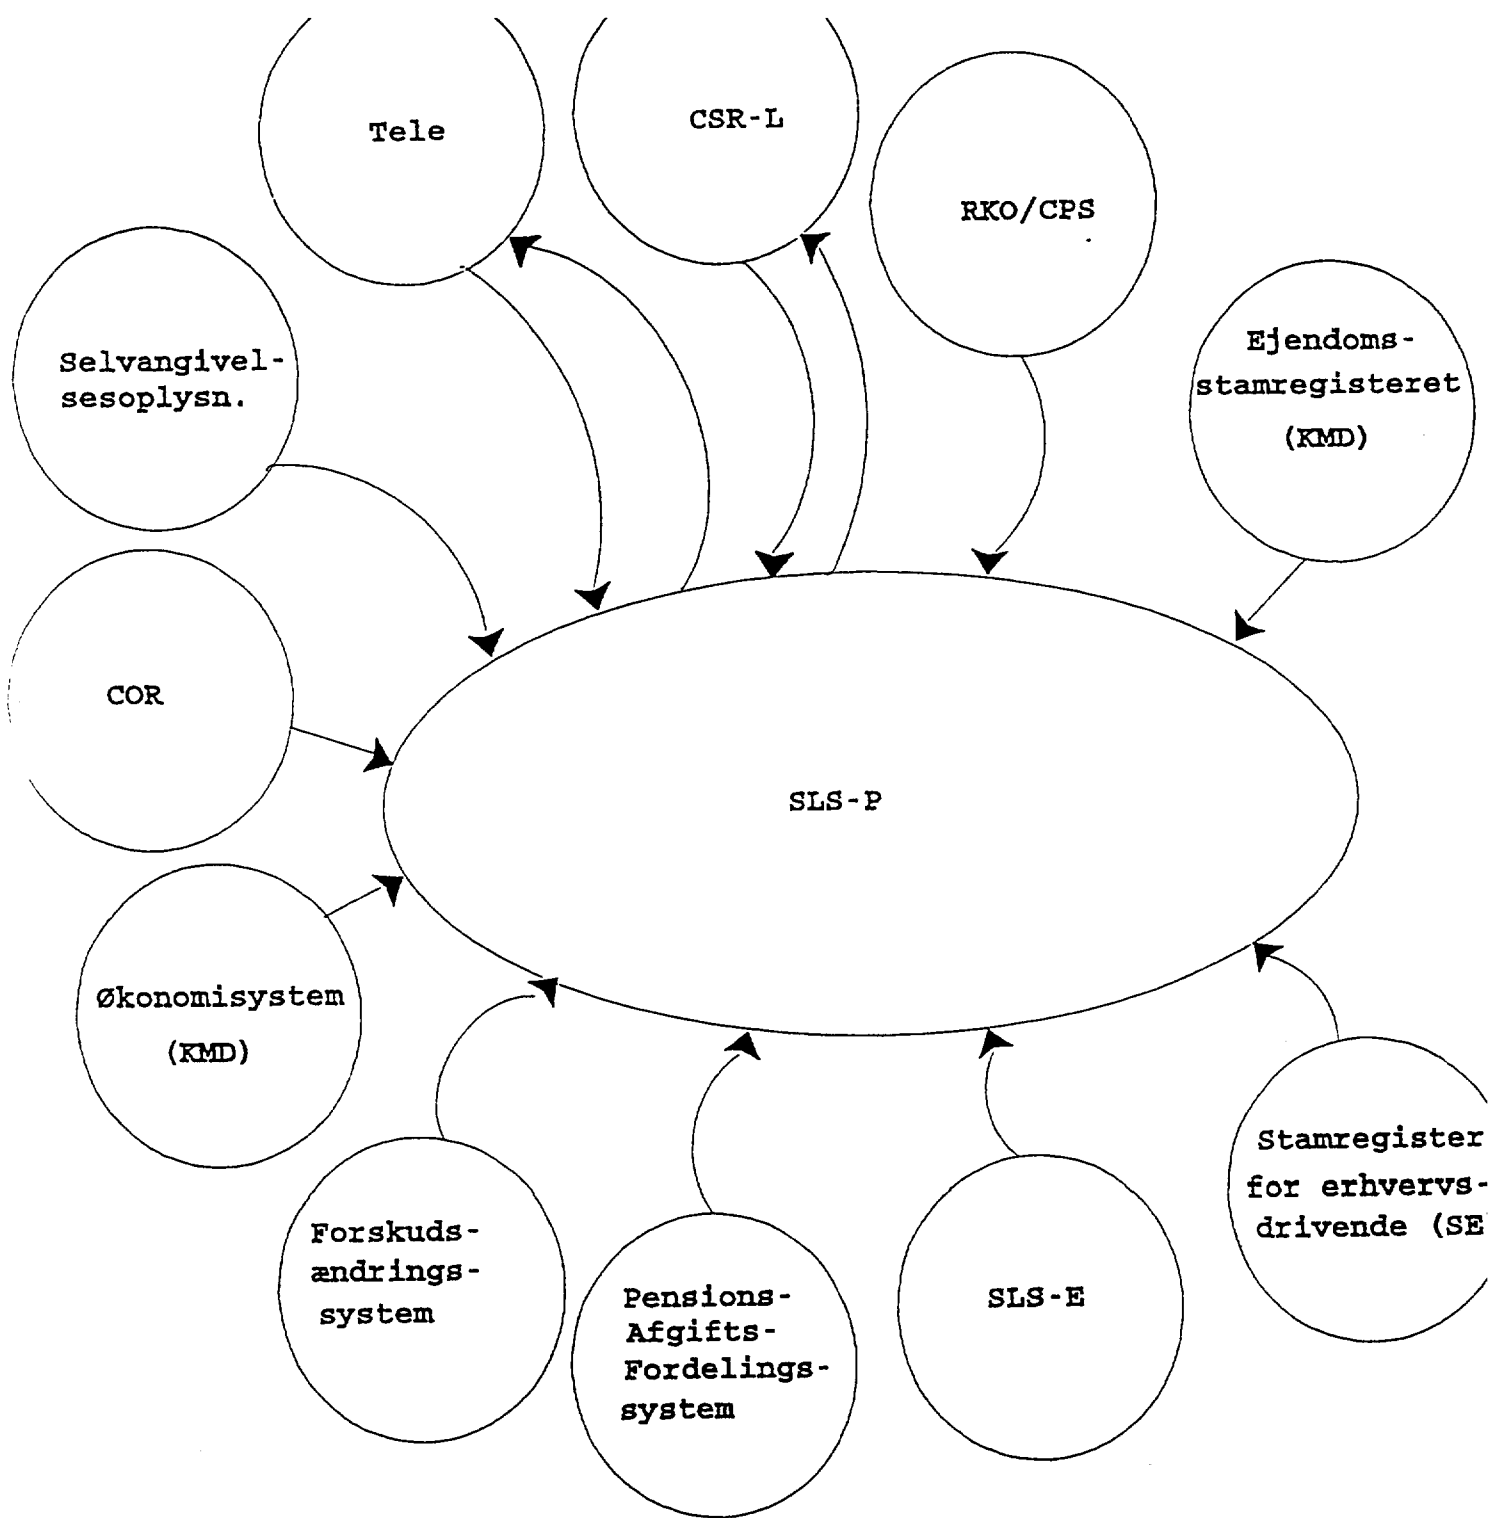 Tele
CSR-L
RKO/CPS
Ejendoms-
stamregisteret
(KMD)
Selvangivel-
sesoplysn.
COR
SLS-P
Økonomisystem
(KMD)
Forskuds-
ændrings-
system
Pensions-
Afgifts-
Fordelings-
system
SLS-E
Stamregister
for erhvervs-
drivende (SE